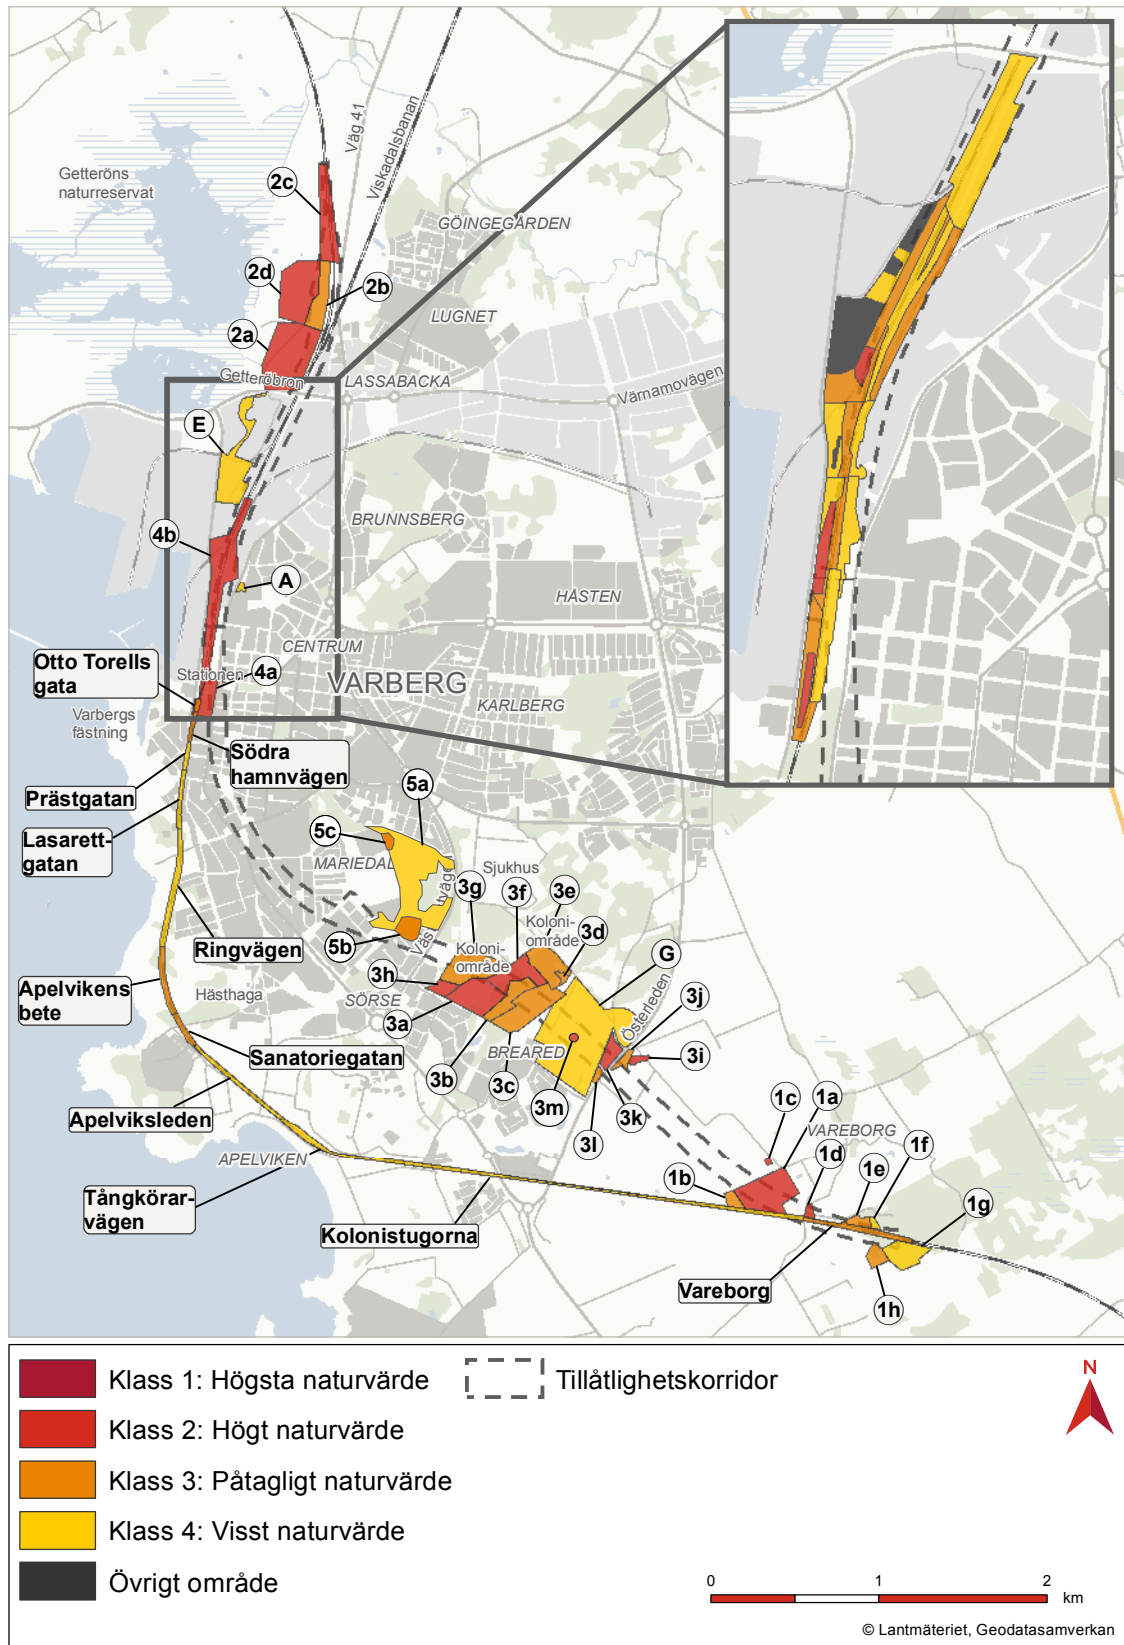 Väg 41
Viskadalsbanan
Getteröns
naturreservat
2c
GÖINGEGÅRDEN
2d
2b
LUGNET
2a
Getteröbron
LASSABACKA
Värnamovägen
E
BRUNNSBERG
4b
A
HÅSTEN
CENTRUM
Otto Torells
gata
Stationen
4a
VARBERG
KARLBERG
Varbergs
fästning
Södra
hamnvägen
Prästgatan
5a
Lasarett-
gatan
5c
MARIEDAL
Sjukhus
3g
3f
3e
Koloni-
område
3d
Ringvägen
5b
Väs
tvägen
Koloni-
område
G
3h
Apelvikens
bete
Hästhaga
SÖRSE
Österleden
3j
3a
Sanatoriegatan
BREARED
3i
3b
3c
3m
3k
Apelviksleden
3l
1c
1a
VAREBORG
1d
1f
APELVIKEN
1b
1e
Tångkörar-
vägen
1g
Kolonistugorna
Vareborg
1h
Klass 1: Högsta naturvärde
Tillåtlighetskorridor
N
Klass 2: Högt naturvärde
Klass 3: Påtagligt naturvärde
Klass 4: Visst naturvärde
Övrigt område
0 1 2
km
© Lantmäteriet, Geodatasamverkan